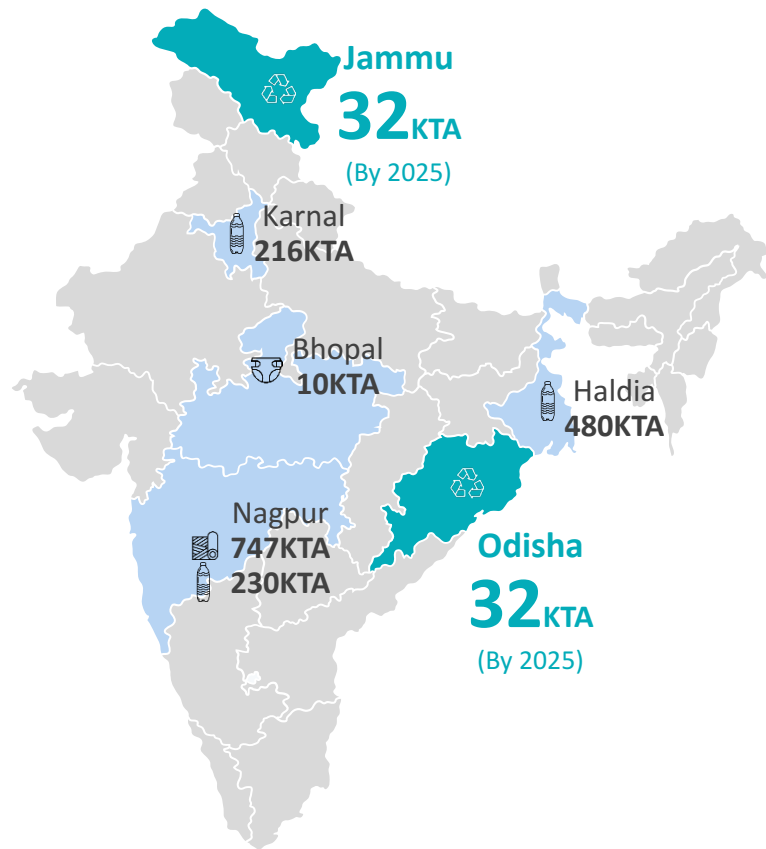 Jammu
32KTA
(By 2025)
Karnal
216KTA
Bhopal
10KTA
Haldia
480KTA
Nagpur
747KTA
230KTA
Odisha
32KTA
(By 2025)